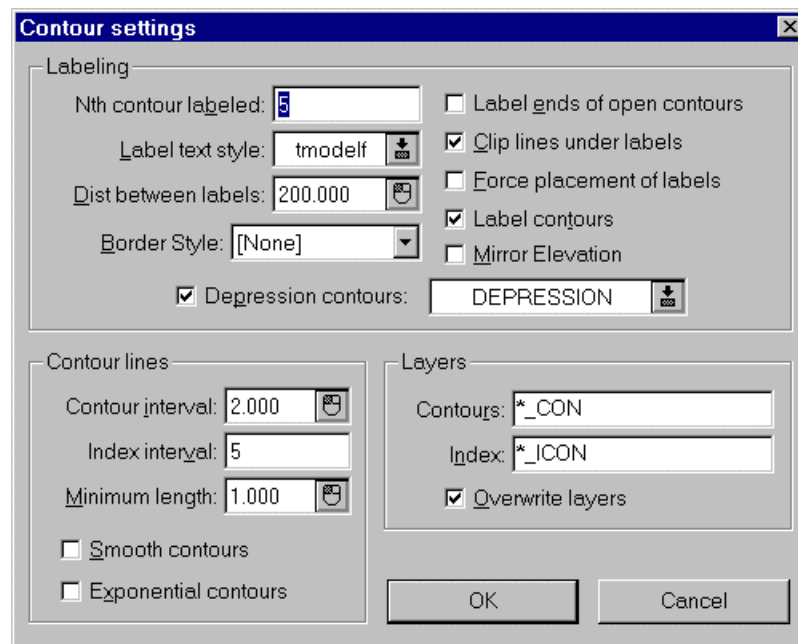 Contour settings
Labeling
Nth contour labeled: 5
Label text style: tmodelf
Dist between labels: 200.000
Border Style: [None]
Label ends of open contours
Clip lines under labels
Force placement of labels
Label contours
Mirror Elevation
Depression contours: DEPRESSION
Contour lines
Contour interval: 2.000
Index interval: 5
Minimum length: 1.000
Smooth contours
Exponential contours
Layers
Contours: *_CON
Index: *_ICON
Overwrite layers
OK
Cancel